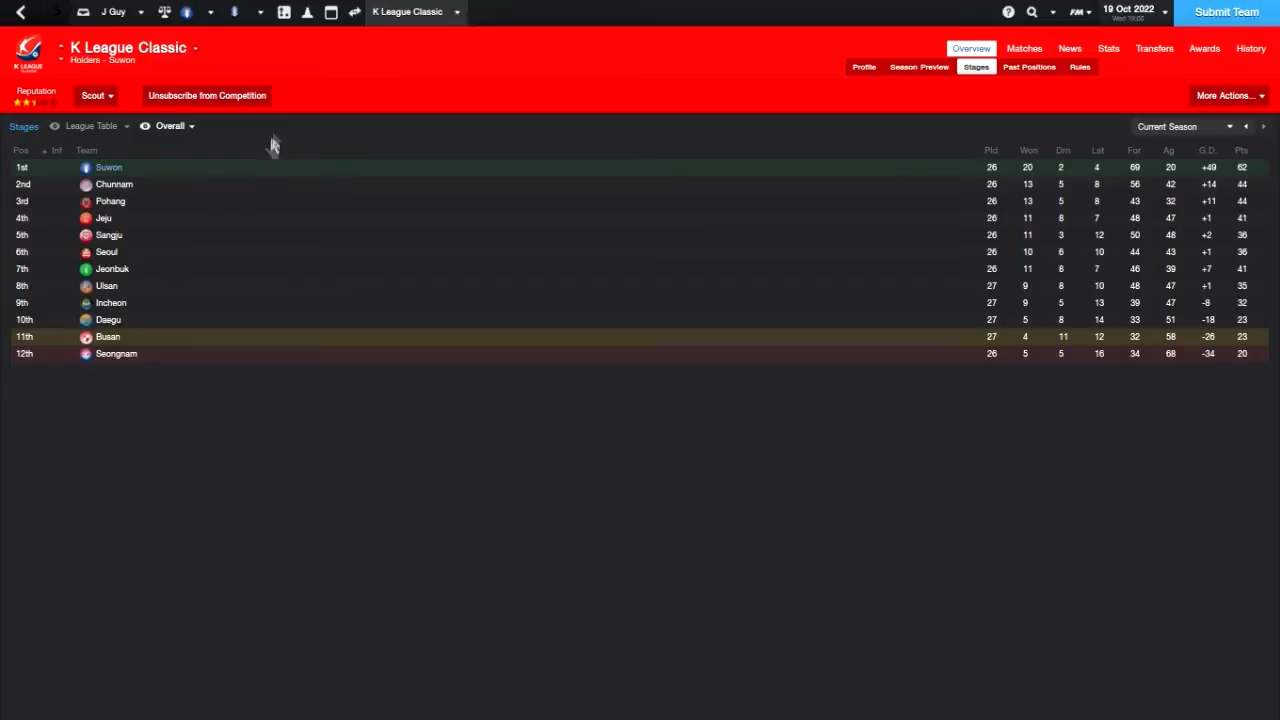 J Guy K League Classic 19 Oct 2022 Submit Team
FM Wed 18:00
K League Classic
Holders - Suwon
K LEAGUE
CLASSIC
Overview Matches News Stats Transfers Awards History
Profile Season Preview Stages Past Positions Rules
Reputation Scout Unsubscribe from Competition More Actions...
Stages League Table Overall Current Season
Pos Inf Team Pld Won Drn Lst For Ag G.D. Pts
1st Suwon 26 20 2 4 69 20 +49 62
2nd Chunnam 26 13 5 8 56 42 +14 44
3rd Pohang 26 13 5 8 43 32 +11 44
4th Jeju 26 11 8 7 48 47 +1 41
5th Sangju 26 11 3 12 50 48 +2 36
6th Seoul 26 10 6 10 44 43 +1 36
7th Jeonbuk 26 11 8 7 46 39 +7 41
8th Ulsan 27 9 8 10 48 47 +1 35
9th Incheon 27 9 5 13 39 47 -8 32
10th Daegu 27 5 8 14 33 51 -18 23
11th Busan 27 4 11 12 32 58 -26 23
12th Seongnam 26 5 5 16 34 68 -34 20